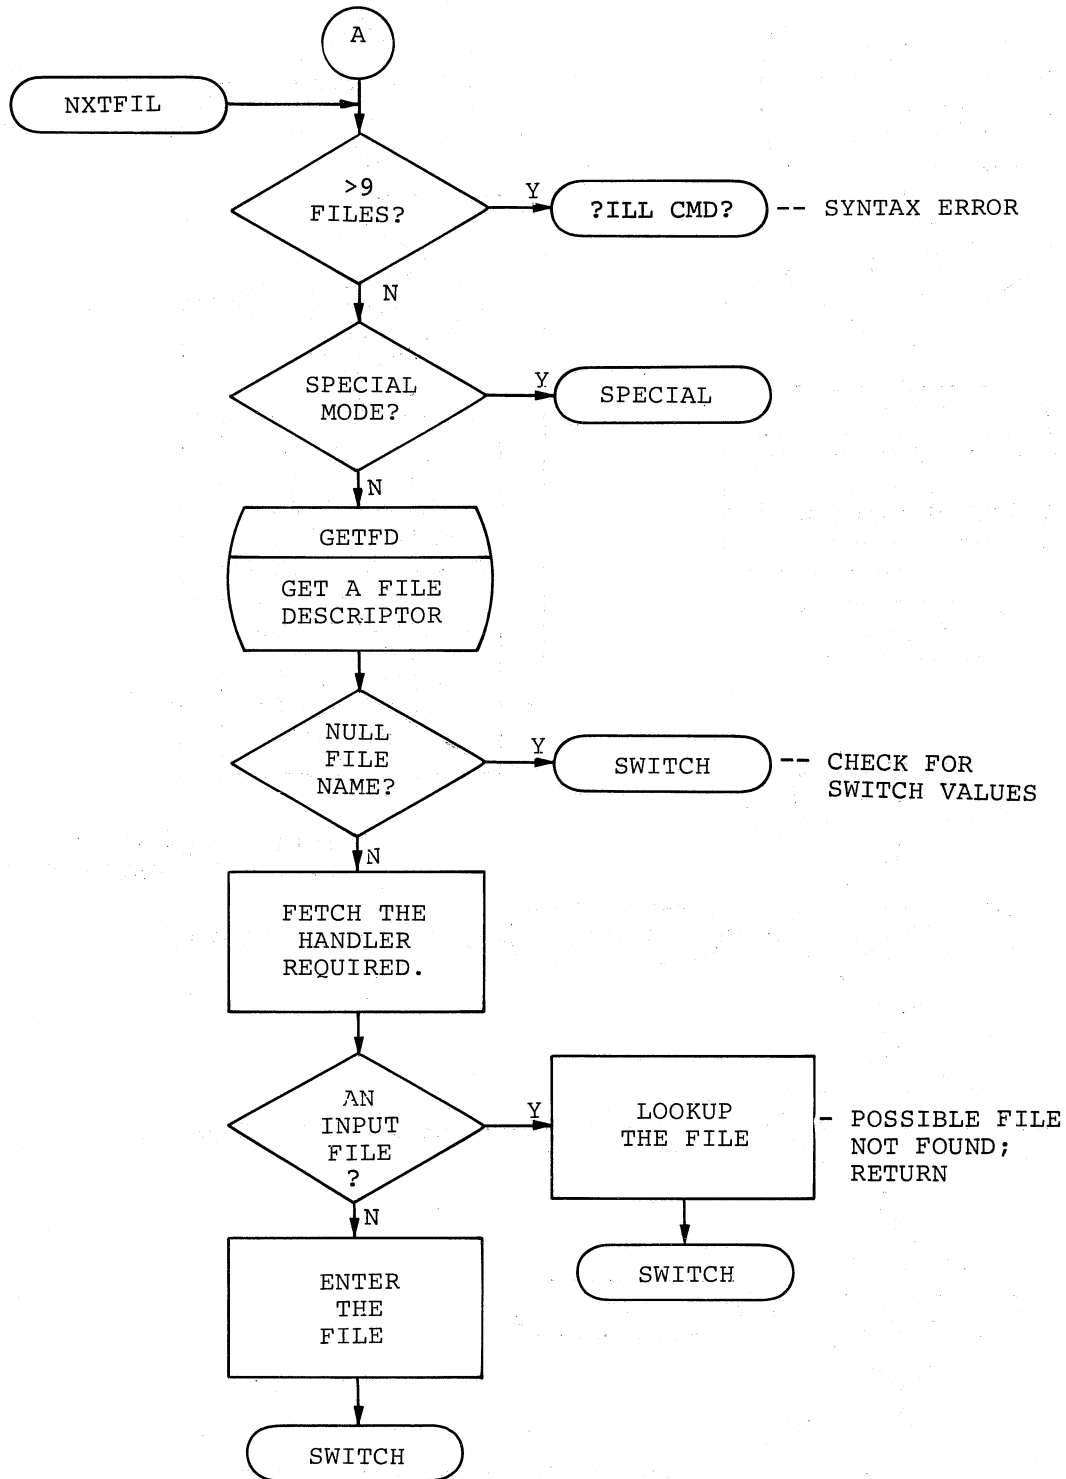 A
NXTFIL
>9
FILES?
Y
?ILL CMD?
-- SYNTAX ERROR
N
SPECIAL
MODE?
Y
SPECIAL
N
GETFD
GET A FILE
DESCRIPTOR
NULL
FILE
NAME?
Y
SWITCH
-- CHECK FOR
SWITCH VALUES
N
FETCH THE
HANDLER
REQUIRED.
AN
INPUT
FILE
?
Y
LOOKUP
THE FILE
- POSSIBLE FILE
NOT FOUND;
RETURN
N
ENTER
THE
FILE
SWITCH
SWITCH